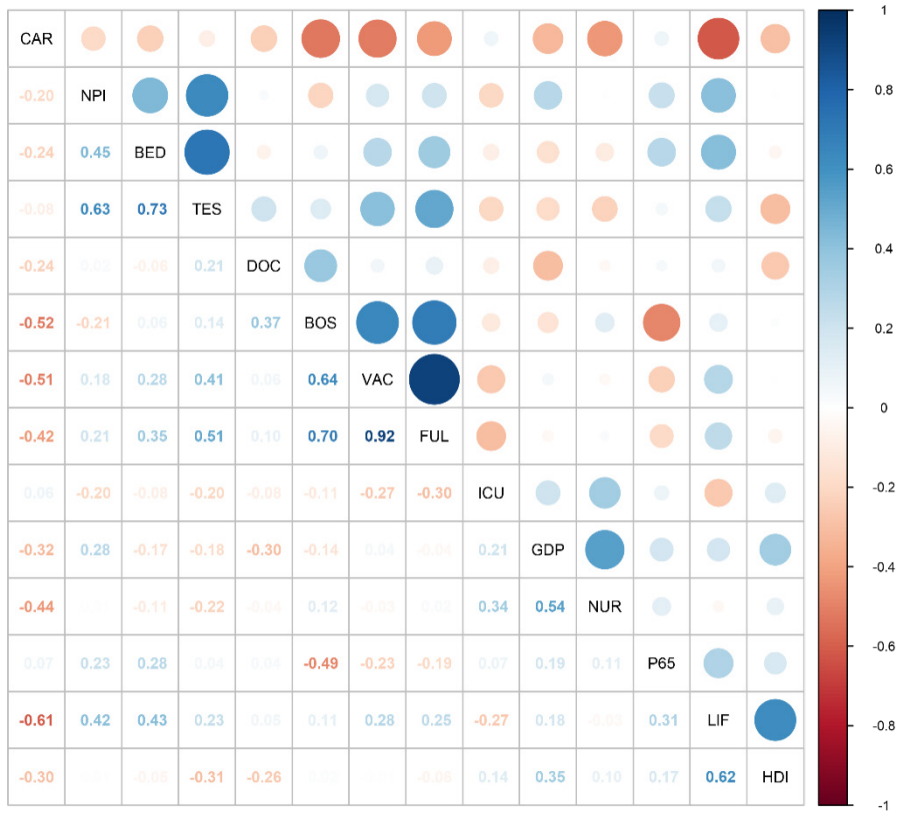 CAR
-0.20 NPI
-0.24 0.45 BED
-0.08 0.63 0.73 TES
-0.24 -0.06 0.21 DOC
-0.52 -0.21 0.06 0.14 0.37 BOS
-0.51 0.18 0.28 0.41 0.06 0.64 VAC
-0.42 0.21 0.35 0.51 0.10 0.70 0.92 FUL
0.06 -0.20 -0.08 -0.20 -0.09 -0.11 -0.27 -0.30 ICU
-0.32 0.28 -0.17 -0.18 -0.30 -0.14 0.04 -0.04 0.21 GDP
-0.44 -0.11 -0.22 -0.04 0.12 -0.03 0.34 0.54 NUR
0.07 0.23 0.28 0.04 0.04 -0.49 -0.23 -0.19 0.07 0.19 0.11 P65
-0.61 0.42 0.43 0.23 0.05 0.11 0.28 0.25 -0.27 0.18 -0.03 0.31 LIF
-0.30 -0.05 -0.31 -0.26 -0.06 0.14 0.35 0.10 0.17 0.62 HDI
1
0.8
0.6
0.4
0.2
0
-0.2
-0.4
-0.6
-0.8
-1